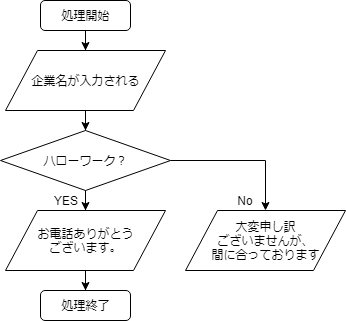 処理開始
企業名が入力される
ハローワーク？
YES
No
お電話ありがとう
ございます。
大変申し訳
ございませんが、
間に合っております
処理終了